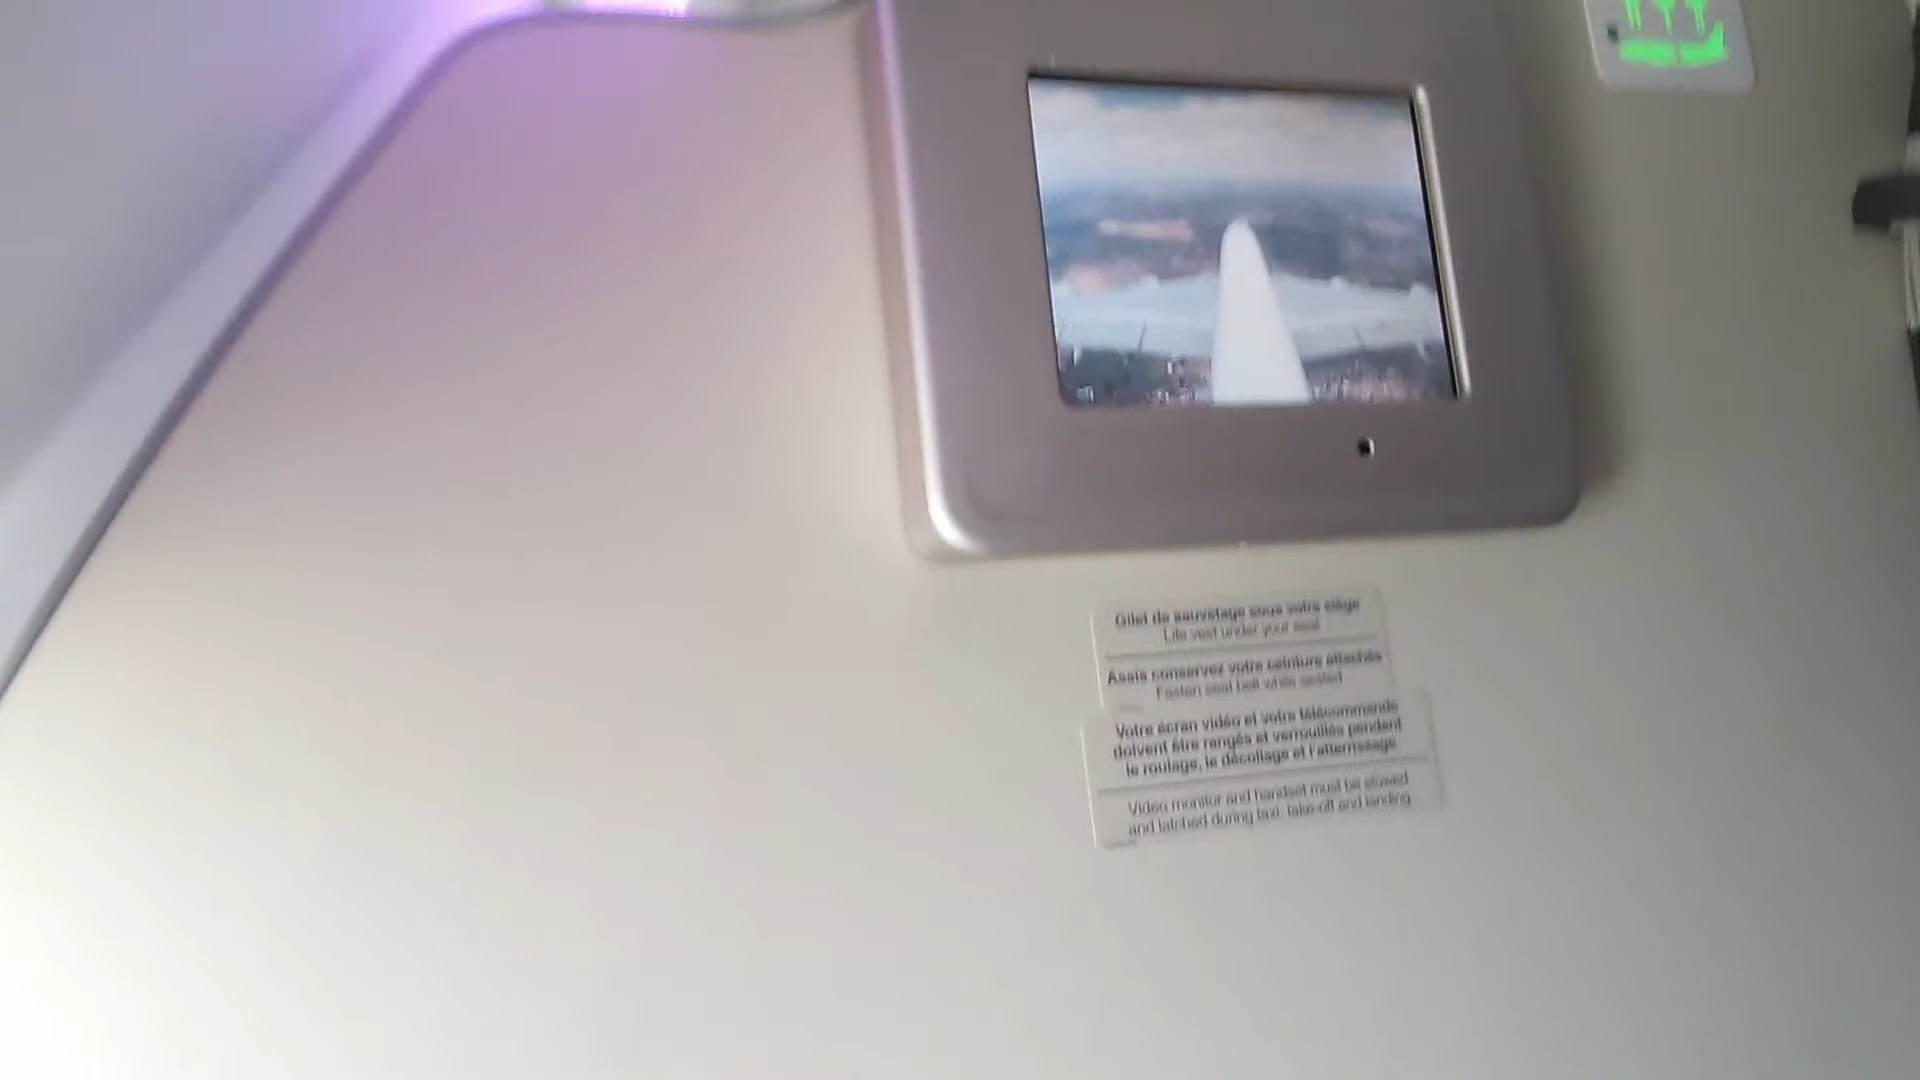 Gilet de sauvetage sous votre siège
Life vest under your seat
Assis conservez votre ceinture attachée
Fasten seat belt while seated
Votre écran vidéo et votre télécommande
doivent être rangés et verrouillés pendant
le roulage, le décollage et l'atterrissage
Video monitor and handset must be stowed
and latched during taxi, take-off and landing